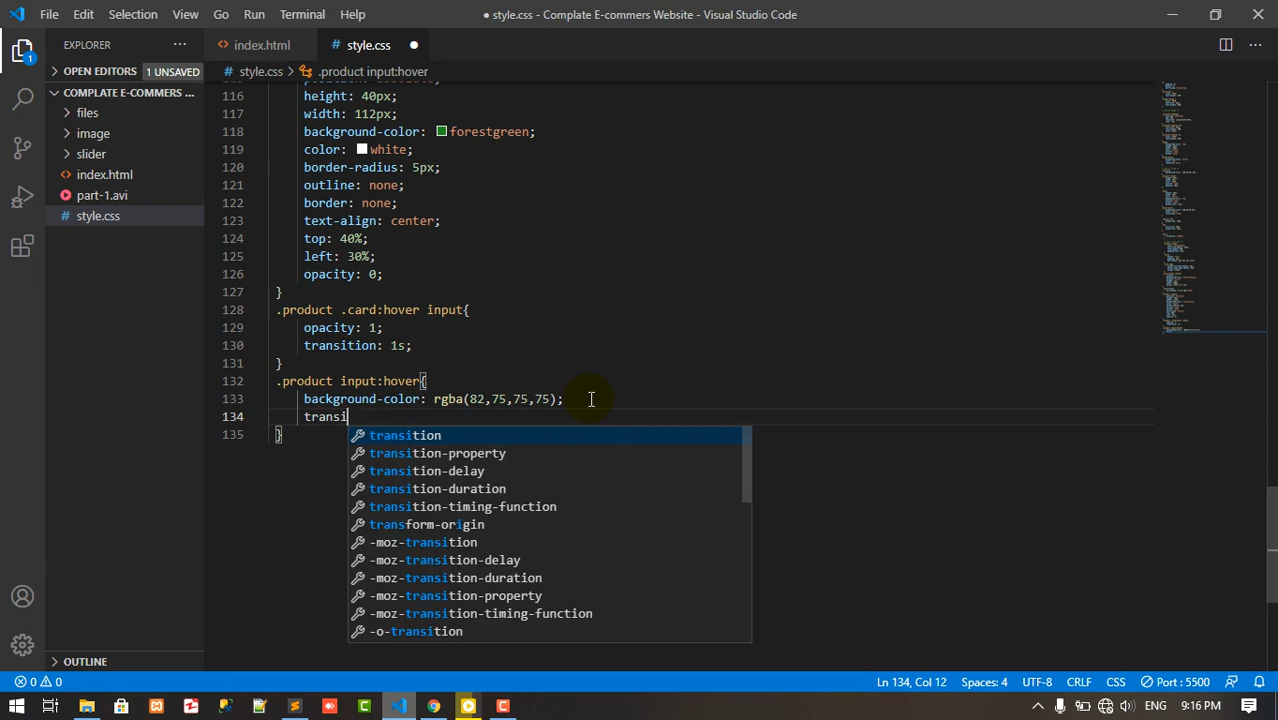 File Edit Selection View Go Run Terminal Help
● style.css - Complate E-commers Website - Visual Studio Code
EXPLORER ···
index.html
# style.css ●
OPEN EDITORS 1 UNSAVED
# style.css > .product input:hover
COMPLATE E-COMMERS ...
files
image
slider
index.html
part-1.avi
# style.css
1
116 height: 40px;
117 width: 112px;
118 background-color: forestgreen;
119 color: white;
120 border-radius: 5px;
121 outline: none;
122 border: none;
123 text-align: center;
124 top: 40%;
125 left: 30%;
126 opacity: 0;
127 }
128 .product .card:hover input{
129 opacity: 1;
130 transition: 1s;
131 }
132 .product input:hover{
133 background-color: rgba(82,75,75,75);
134 transi
135 }
transition
transition-property
transition-delay
transition-duration
transition-timing-function
transform-origin
-moz-transition
-moz-transition-delay
-moz-transition-duration
-moz-transition-property
-moz-transition-timing-function
-o-transition
OUTLINE
0 0
Ln 134, Col 12 Spaces: 4 UTF-8 CRLF CSS Port : 5500
ENG 9:16 PM